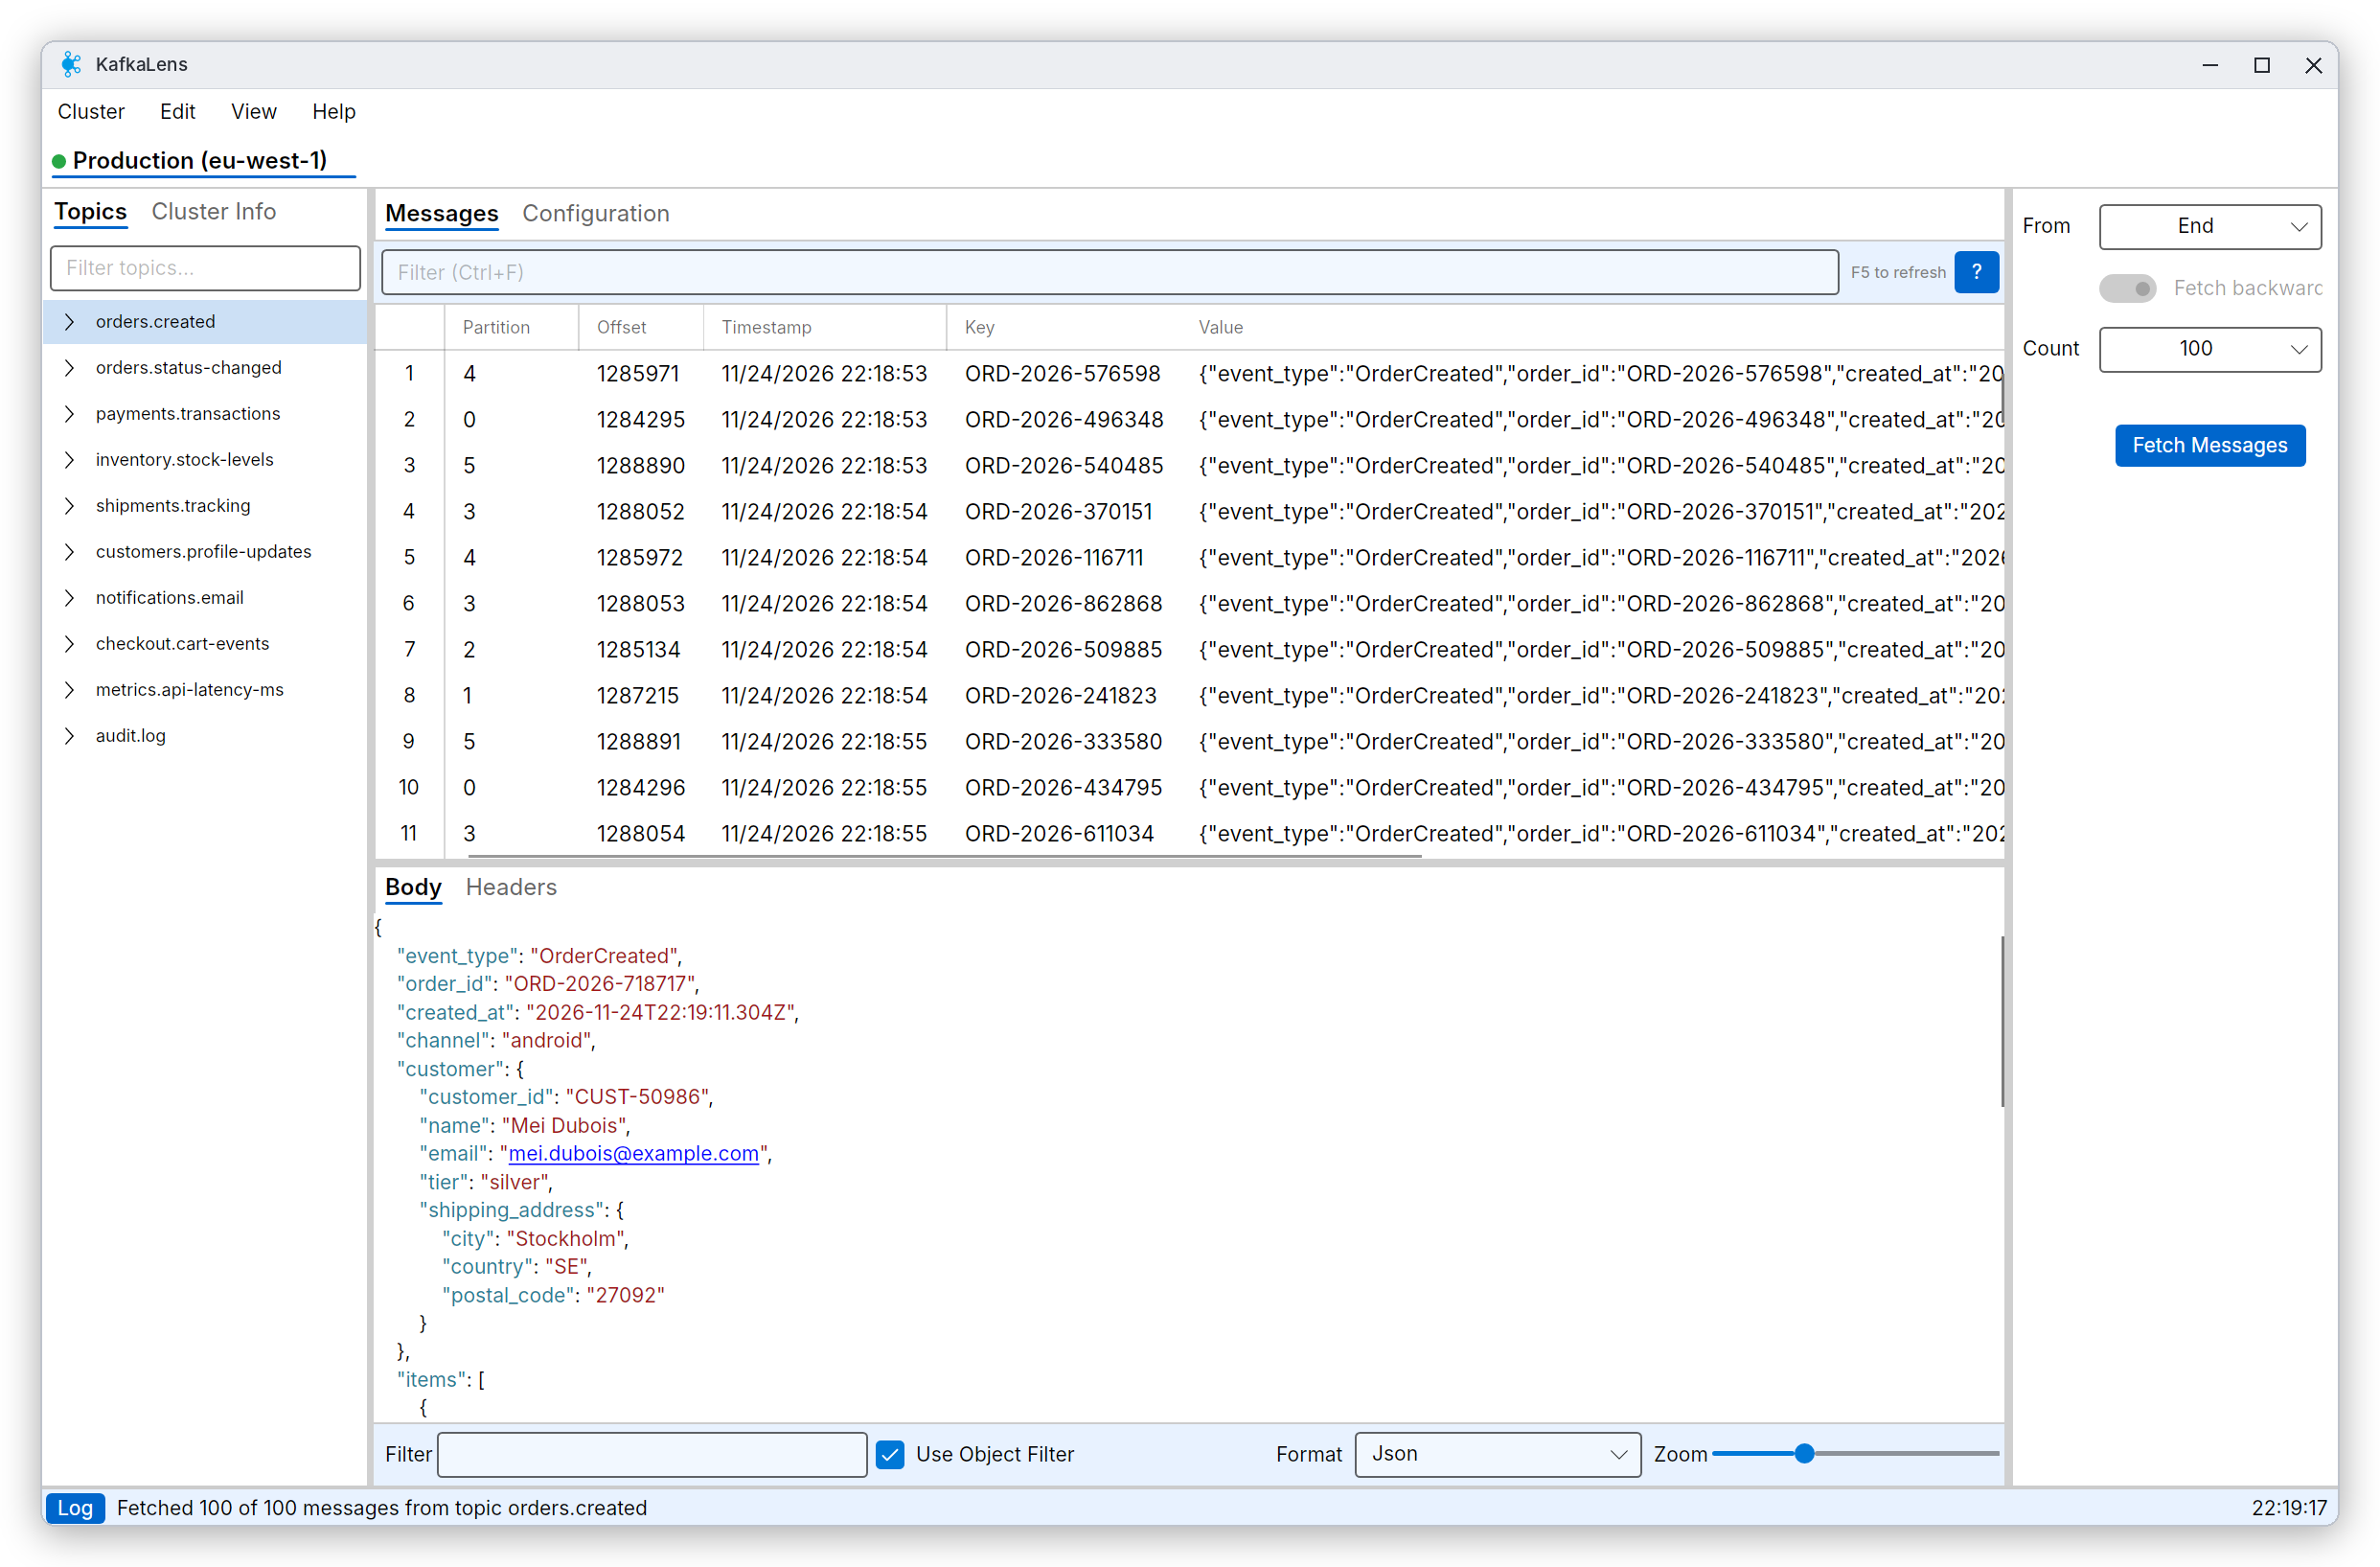 KafkaLens
Cluster Edit View Help
Production (eu-west-1)
Topics Cluster Info
Filter topics...
orders.created
orders.status-changed
payments.transactions
inventory.stock-levels
shipments.tracking
customers.profile-updates
notifications.email
checkout.cart-events
metrics.api-latency-ms
audit.log
Messages Configuration
Filter (Ctrl+F) F5 to refresh ?
Partition Offset Timestamp Key Value
1 4 1285971 11/24/2026 22:18:53 ORD-2026-576598 {"event_type":"OrderCreated","order_id":"ORD-2026-576598","created_at":"20
2 0 1284295 11/24/2026 22:18:53 ORD-2026-496348 {"event_type":"OrderCreated","order_id":"ORD-2026-496348","created_at":"20
3 5 1288890 11/24/2026 22:18:53 ORD-2026-540485 {"event_type":"OrderCreated","order_id":"ORD-2026-540485","created_at":"20
4 3 1288052 11/24/2026 22:18:54 ORD-2026-370151 {"event_type":"OrderCreated","order_id":"ORD-2026-370151","created_at":"202
5 4 1285972 11/24/2026 22:18:54 ORD-2026-116711 {"event_type":"OrderCreated","order_id":"ORD-2026-116711","created_at":"2026
6 3 1288053 11/24/2026 22:18:54 ORD-2026-862868 {"event_type":"OrderCreated","order_id":"ORD-2026-862868","created_at":"20
7 2 1285134 11/24/2026 22:18:54 ORD-2026-509885 {"event_type":"OrderCreated","order_id":"ORD-2026-509885","created_at":"20
8 1 1287215 11/24/2026 22:18:54 ORD-2026-241823 {"event_type":"OrderCreated","order_id":"ORD-2026-241823","created_at":"202
9 5 1288891 11/24/2026 22:18:55 ORD-2026-333580 {"event_type":"OrderCreated","order_id":"ORD-2026-333580","created_at":"20
10 0 1284296 11/24/2026 22:18:55 ORD-2026-434795 {"event_type":"OrderCreated","order_id":"ORD-2026-434795","created_at":"20
11 3 1288054 11/24/2026 22:18:55 ORD-2026-611034 {"event_type":"OrderCreated","order_id":"ORD-2026-611034","created_at":"202
Body Headers
{
"event_type": "OrderCreated",
"order_id": "ORD-2026-718717",
"created_at": "2026-11-24T22:19:11.304Z",
"channel": "android",
"customer": {
"customer_id": "CUST-50986",
"name": "Mei Dubois",
"email": "mei.dubois@example.com",
"tier": "silver",
"shipping_address": {
"city": "Stockholm",
"country": "SE",
"postal_code": "27092"
}
},
"items": [
{
Filter Use Object Filter Format Json Zoom
From End
Fetch backward
Count 100
Fetch Messages
Log Fetched 100 of 100 messages from topic orders.created 22:19:17